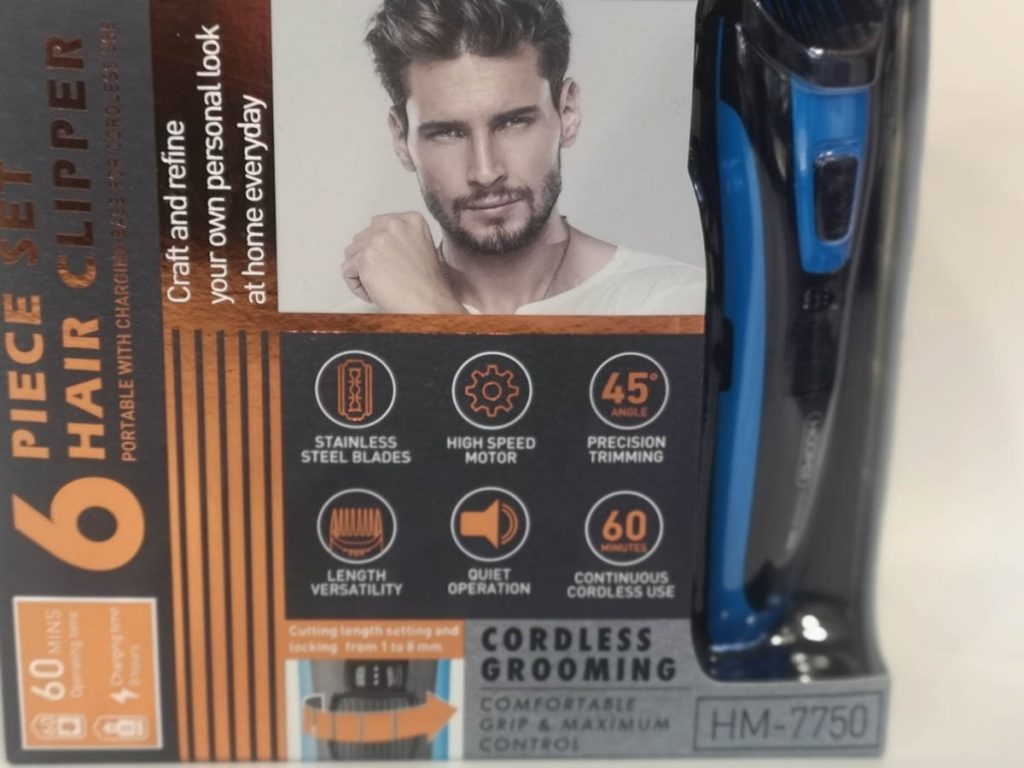 6 PIECE SET
HAIR CLIPPER
PORTABLE WITH CHARGING BASE FOR CORDLESS USE
Craft and refine
your own personal look
at home everyday
STAINLESS
STEEL BLADES
HIGH SPEED
MOTOR
45°
ANGLE
PRECISION
TRIMMING
LENGTH
VERSATILITY
QUIET
OPERATION
60
MINUTES
CONTINUOUS
CORDLESS USE
60 MINS
Operating time
Charging time
8 hours
60
Cutting length setting and
locking from 1 to 8 mm
CORDLESS
GROOMING
COMFORTABLE
GRIP & MAXIMUM
CONTROL
HM-7750